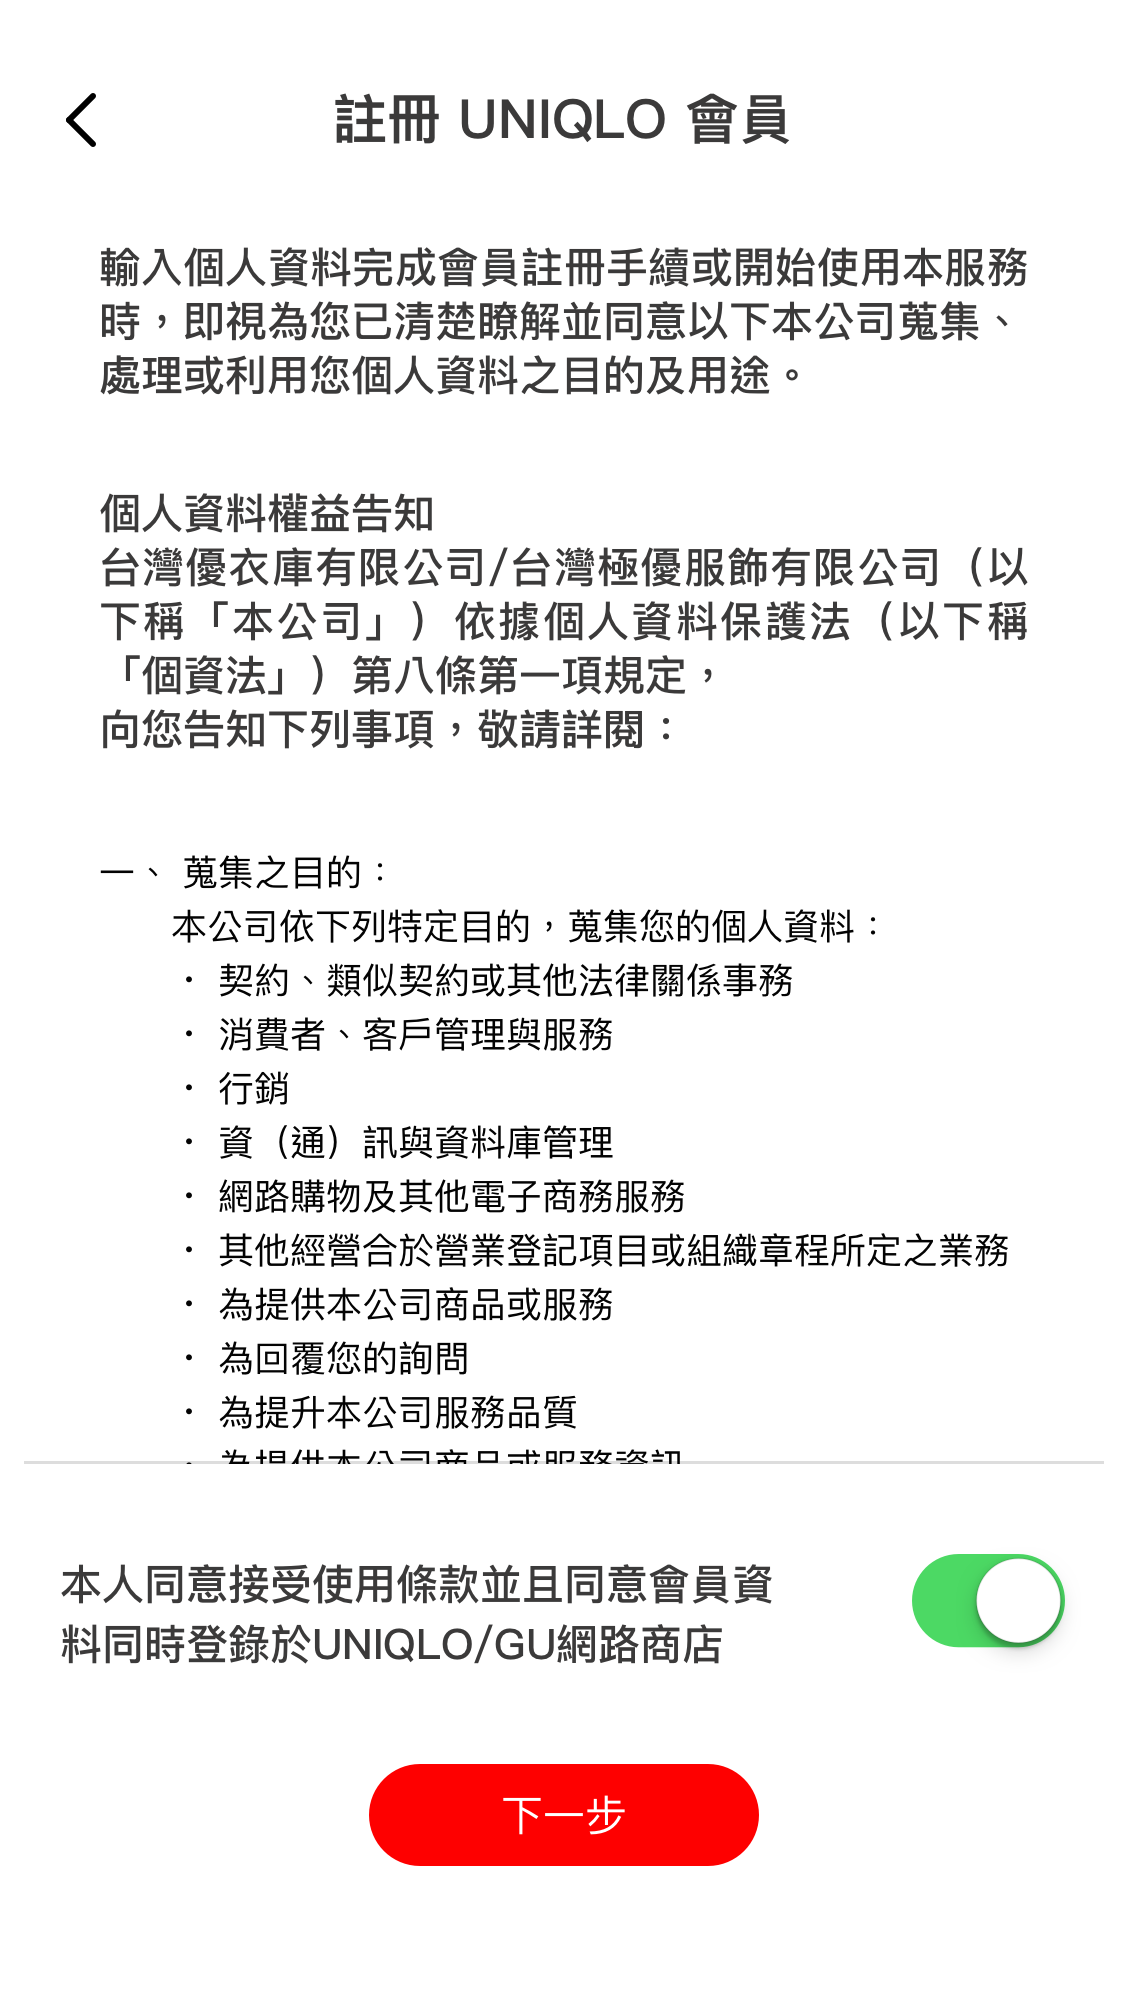 註冊 UNIQLO 會員
輸入個人資料完成會員註冊手續或開始使用本服務
時，即視為您已清楚瞭解並同意以下本公司蒐集、
處理或利用您個人資料之目的及用途。
個人資料權益告知
台灣優衣庫有限公司/台灣極優服飾有限公司（以
下稱「本公司」）依據個人資料保護法（以下稱
「個資法」）第八條第一項規定，
向您告知下列事項，敬請詳閱：
一、 蒐集之目的：
本公司依下列特定目的，蒐集您的個人資料：
· 契約、類似契約或其他法律關係事務
· 消費者、客戶管理與服務
· 行銷
· 資（通）訊與資料庫管理
· 網路購物及其他電子商務服務
· 其他經營合於營業登記項目或組織章程所定之業務
· 為提供本公司商品或服務
· 為回覆您的詢問
· 為提升本公司服務品質
· 為提供本公司商品或服務資訊
本人同意接受使用條款並且同意會員資
料同時登錄於UNIQLO/GU網路商店
下一步